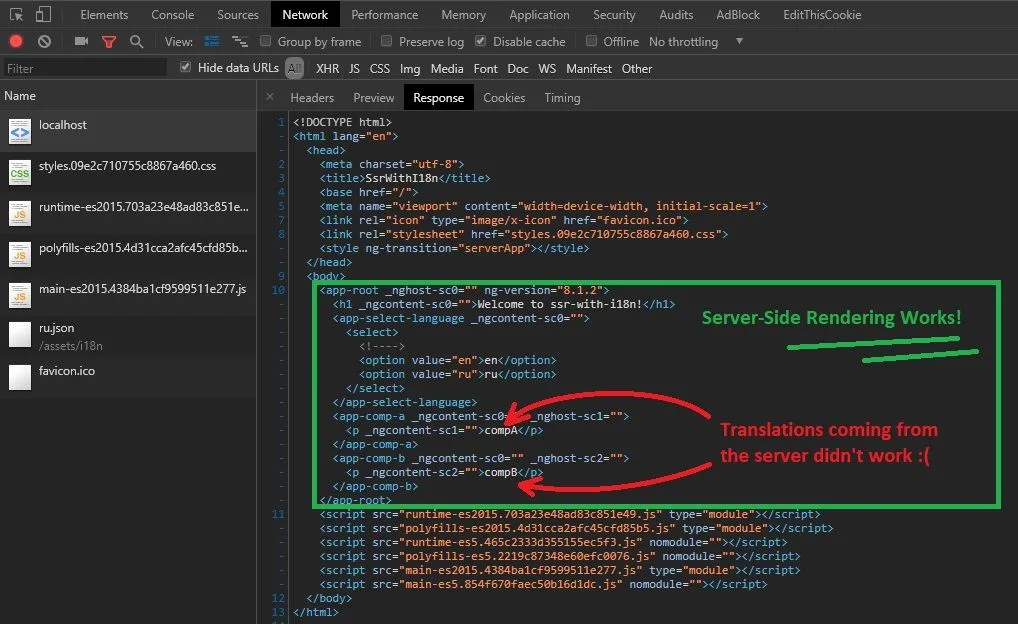 Elements Console Sources Network Performance Memory Application Security Audits AdBlock EditThisCookie
View: Group by frame Preserve log Disable cache Offline No throttling
Filter Hide data URLs All XHR JS CSS Img Media Font Doc WS Manifest Other
Name
× Headers Preview Response Cookies Timing
localhost
styles.09e2c710755c8867a460.css
runtime-es2015.703a23e48ad83c851e...
polyfills-es2015.4d31cca2afc45cfd85b...
main-es2015.4384ba1cf9599511e277.js
ru.json
/assets/i18n
favicon.ico
1 <!DOCTYPE html>
- <html lang="en">
- <head>
2 <meta charset="utf-8">
3 <title>SsrWithI18n</title>
4 <base href="/">
5 <meta name="viewport" content="width=device-width, initial-scale=1">
7 <link rel="icon" type="image/x-icon" href="favicon.ico">
8 <link rel="stylesheet" href="styles.09e2c710755c8867a460.css">
- <style ng-transition="serverApp"></style>
- </head>
9 <body>
10 <app-root _nghost-sc0="" ng-version="8.1.2">
- <h1 _ngcontent-sc0="">Welcome to ssr-with-i18n!</h1>
- <app-select-language _ngcontent-sc0="">
- <select>
- <!---->
- <option value="en">en</option>
- <option value="ru">ru</option>
- </select>
- </app-select-language>
- <app-comp-a _ngcontent-sc0="" _nghost-sc1="">
- <p _ngcontent-sc1="">compA</p>
- </app-comp-a>
- <app-comp-b _ngcontent-sc0="" _nghost-sc2="">
- <p _ngcontent-sc2="">compB</p>
- </app-comp-b>
- </app-root>
11 <script src="runtime-es2015.703a23e48ad83c851e49.js" type="module"></script>
- <script src="polyfills-es2015.4d31cca2afc45cfd85b5.js" type="module"></script>
- <script src="runtime-es5.465c2333d355155ec5f3.js" nomodule=""></script>
- <script src="polyfills-es5.2219c87348e60efc0076.js" nomodule=""></script>
- <script src="main-es2015.4384ba1cf9599511e277.js" type="module"></script>
- <script src="main-es5.854f670faec50b16d1dc.js" nomodule=""></script>
12 </body>
13 </html>
Server-Side Rendering Works!
Translations coming from
the server didn't work :(